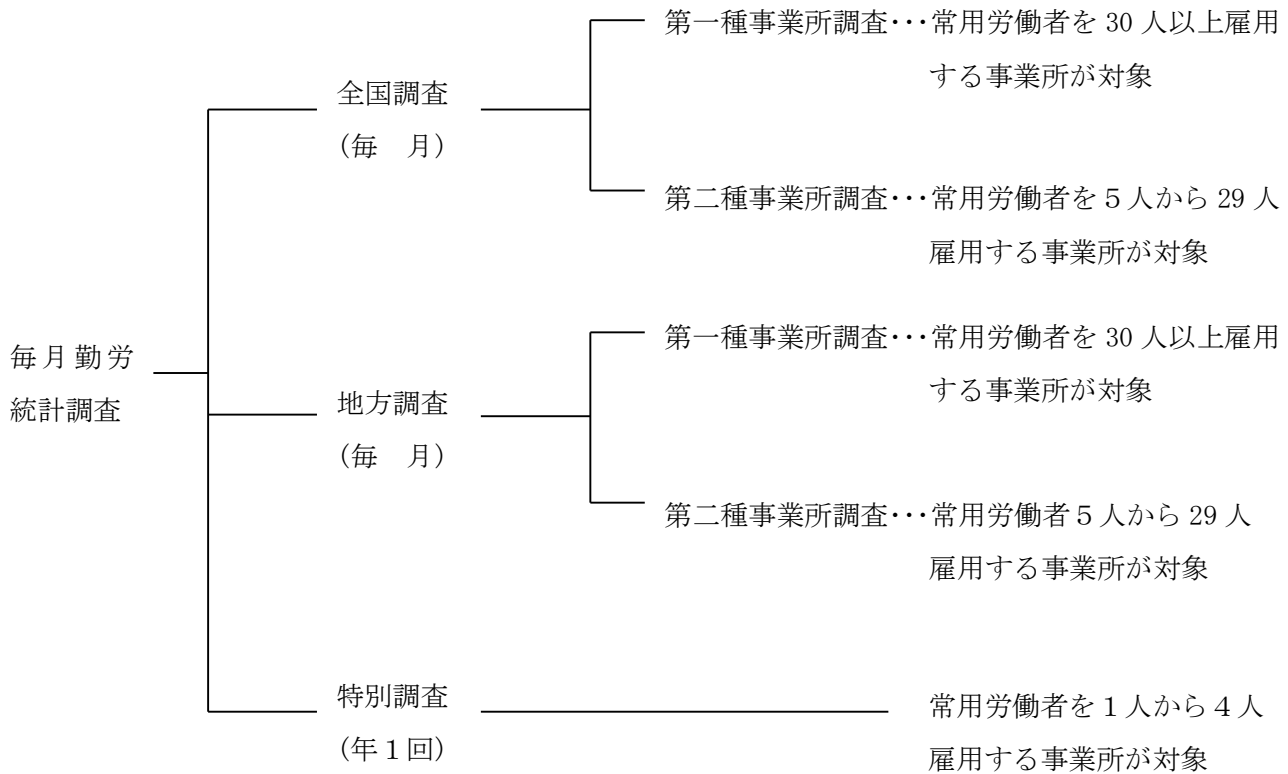 第一種事業所調査･･･常用労働者を 30 人以上雇用
する事業所が対象
全国調査
（毎　月）
第二種事業所調査･･･常用労働者を５人から 29 人
雇用する事業所が対象
毎月勤労
統計調査
第一種事業所調査･･･常用労働者を 30 人以上雇用
する事業所が対象
地方調査
（毎　月）
第二種事業所調査･･･常用労働者５人から 29 人
雇用する事業所が対象
特別調査
（年１回）
常用労働者を１人から４人
雇用する事業所が対象